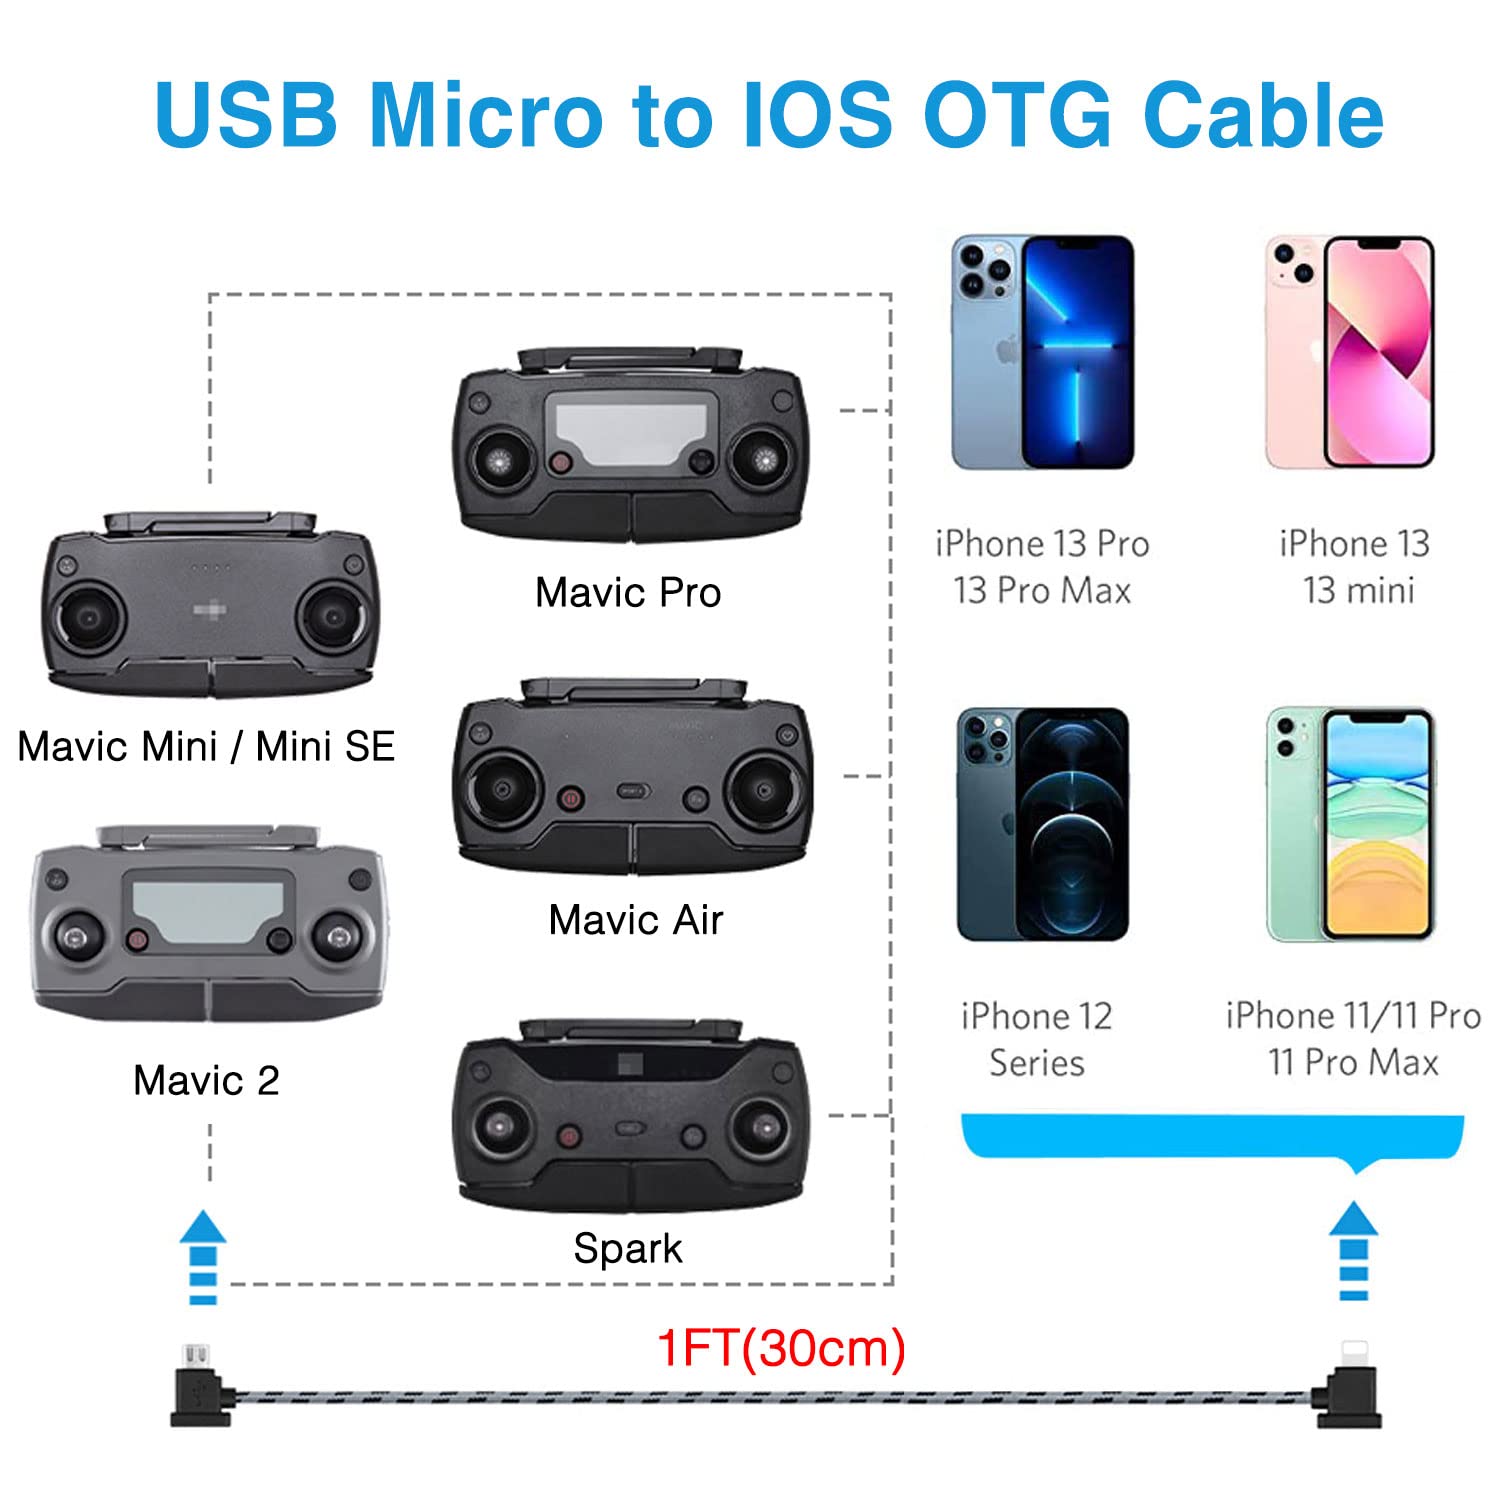 USB Micro to IOS OTG Cable
Mavic Pro
Mavic Mini / Mini SE
Mavic Air
Mavic 2
Spark
iPhone 13 Pro
13 Pro Max
iPhone 13
13 mini
iPhone 12
Series
iPhone 11/11 Pro
11 Pro Max
1FT(30cm)